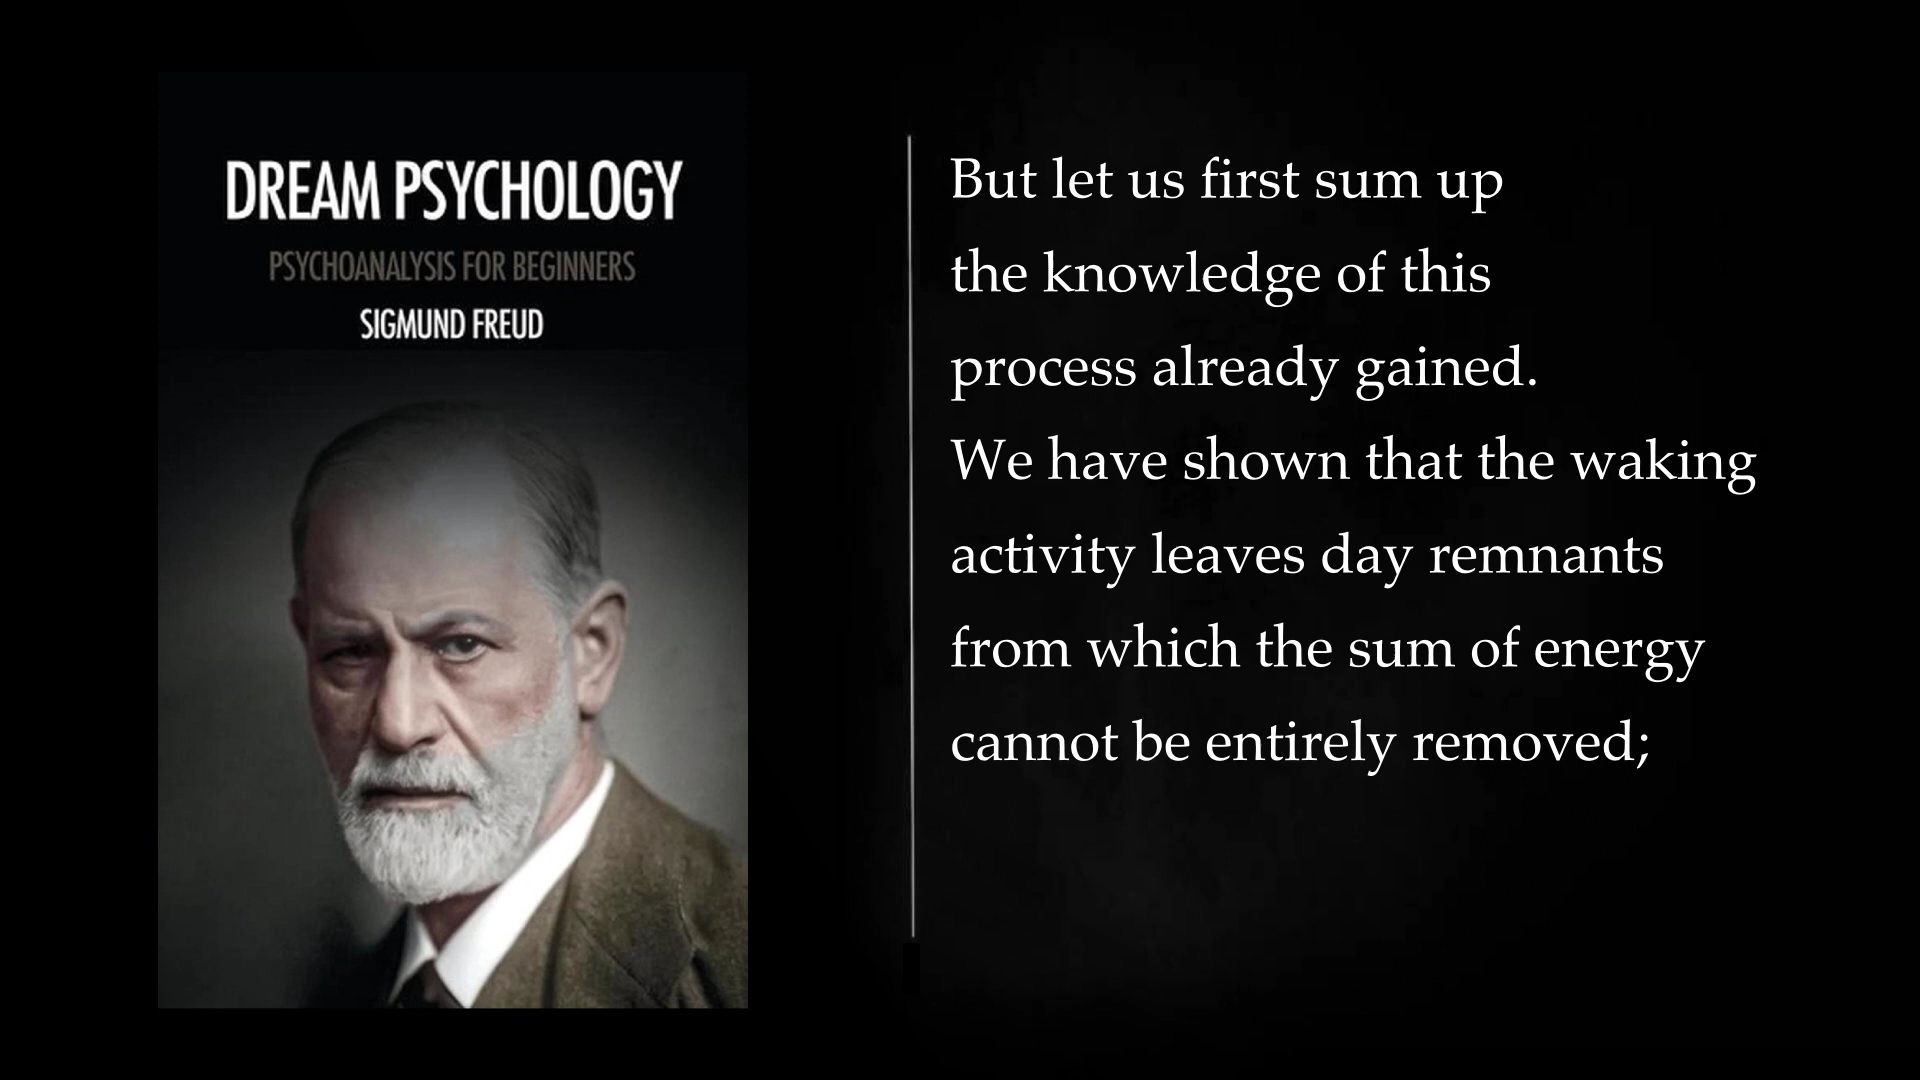 DREAM PSYCHOLOGY
PSYCHOANALYSIS FOR BEGINNERS
SIGMUND FREUD
But let us first sum up
the knowledge of this
process already gained.
We have shown that the waking
activity leaves day remnants
from which the sum of energy
cannot be entirely removed;